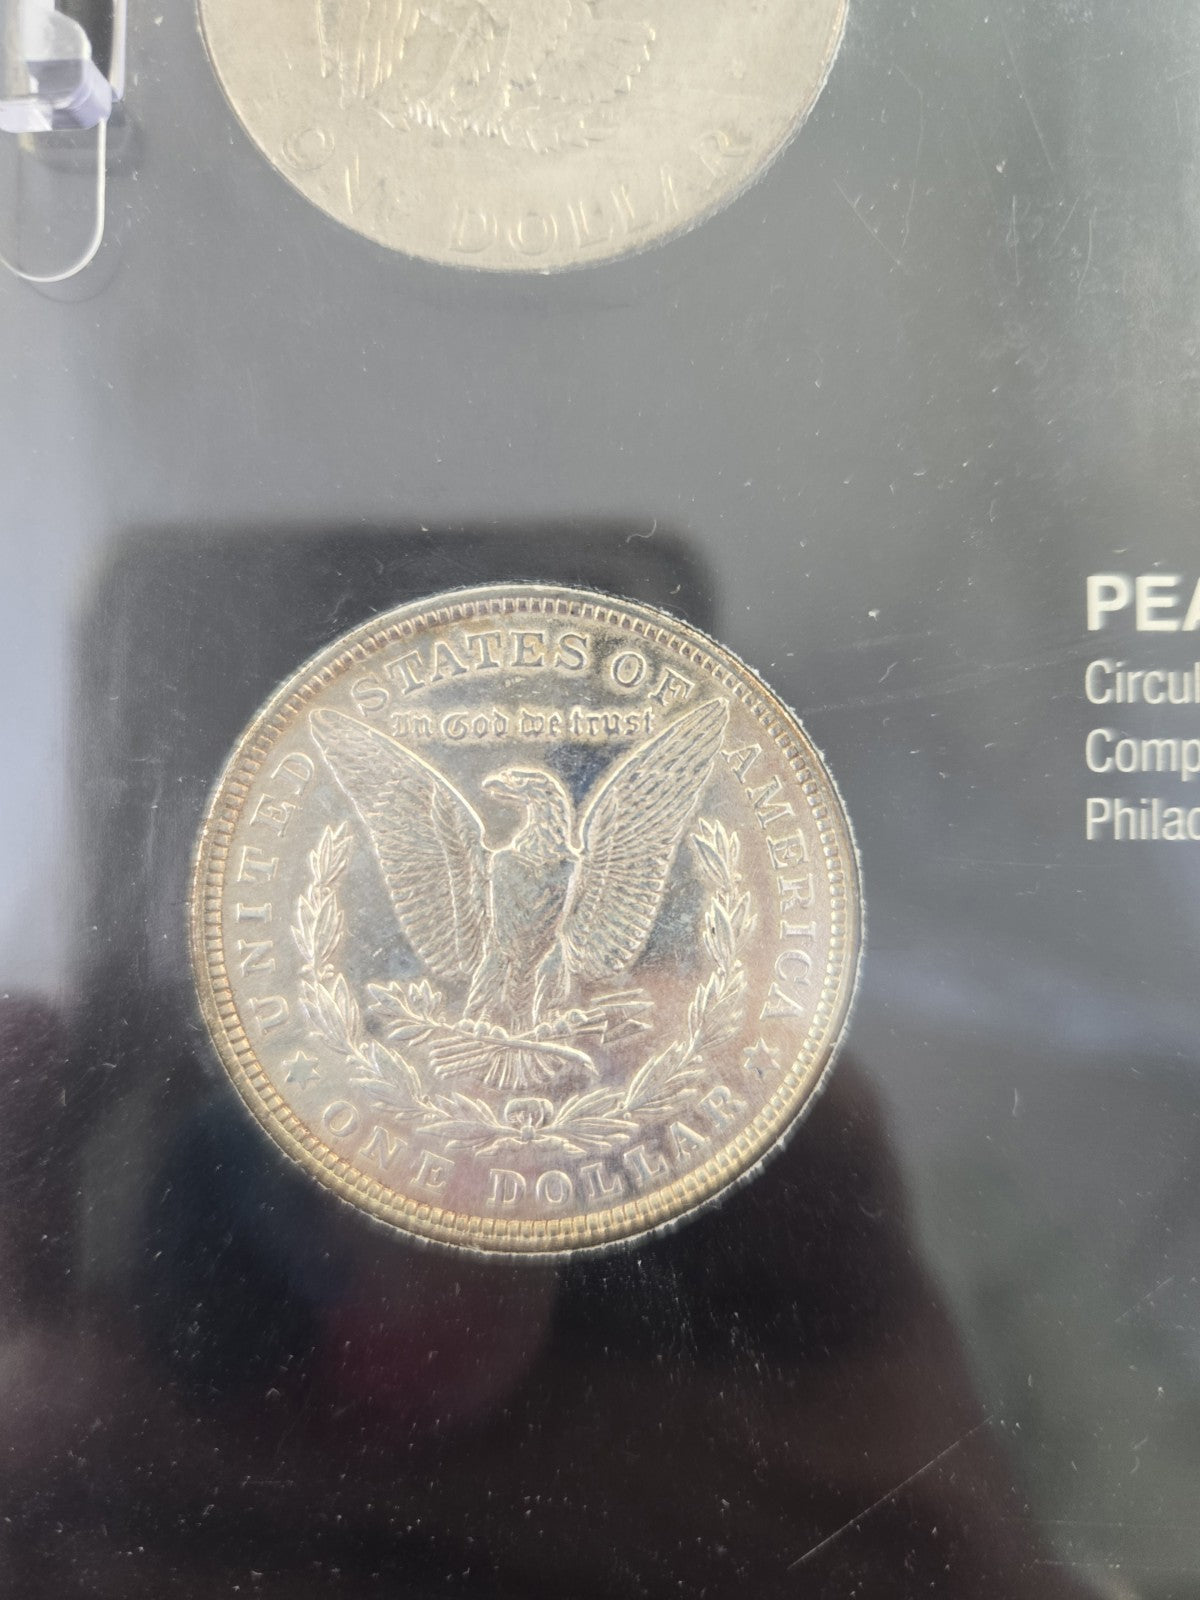 ONE DOLLAR
UNITED STATES OF AMERICA
In God we trust
ONE DOLLAR
PEA
Circul
Comp
Philad